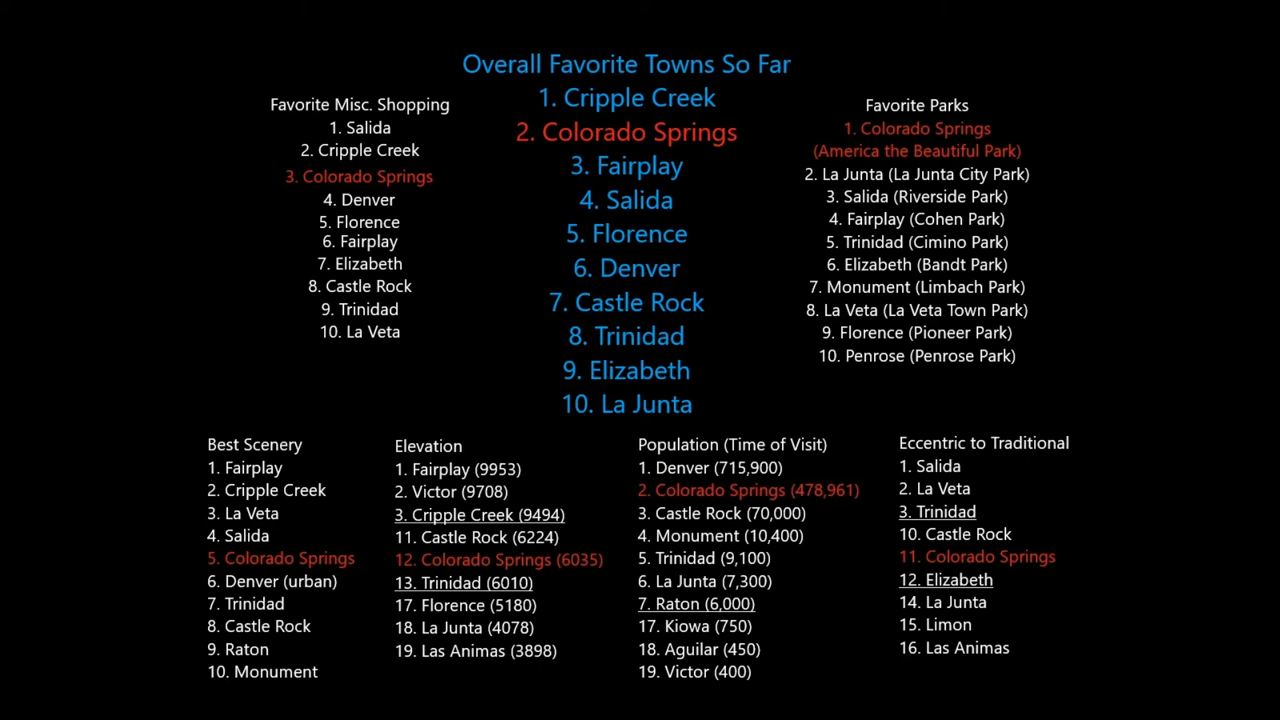 Overall Favorite Towns So Far
1. Cripple Creek
2. Colorado Springs
3. Fairplay
4. Salida
5. Florence
6. Denver
7. Castle Rock
8. Trinidad
9. Elizabeth
10. La Junta
Favorite Misc. Shopping
1. Salida
2. Cripple Creek
3. Colorado Springs
4. Denver
5. Florence
6. Fairplay
7. Elizabeth
8. Castle Rock
9. Trinidad
10. La Veta
Favorite Parks
1. Colorado Springs
(America the Beautiful Park)
2. La Junta (La Junta City Park)
3. Salida (Riverside Park)
4. Fairplay (Cohen Park)
5. Trinidad (Cimino Park)
6. Elizabeth (Bandt Park)
7. Monument (Limbach Park)
8. La Veta (La Veta Town Park)
9. Florence (Pioneer Park)
10. Penrose (Penrose Park)
Best Scenery
1. Fairplay
2. Cripple Creek
3. La Veta
4. Salida
5. Colorado Springs
6. Denver (urban)
7. Trinidad
8. Castle Rock
9. Raton
10. Monument
Elevation
1. Fairplay (9953)
2. Victor (9708)
3. Cripple Creek (9494)
11. Castle Rock (6224)
12. Colorado Springs (6035)
13. Trinidad (6010)
17. Florence (5180)
18. La Junta (4078)
19. Las Animas (3898)
Population (Time of Visit)
1. Denver (715,900)
2. Colorado Springs (478,961)
3. Castle Rock (70,000)
4. Monument (10,400)
5. Trinidad (9,100)
6. La Junta (7,300)
7. Raton (6,000)
17. Kiowa (750)
18. Aguilar (450)
19. Victor (400)
Eccentric to Traditional
1. Salida
2. La Veta
3. Trinidad
10. Castle Rock
11. Colorado Springs
12. Elizabeth
14. La Junta
15. Limon
16. Las Animas